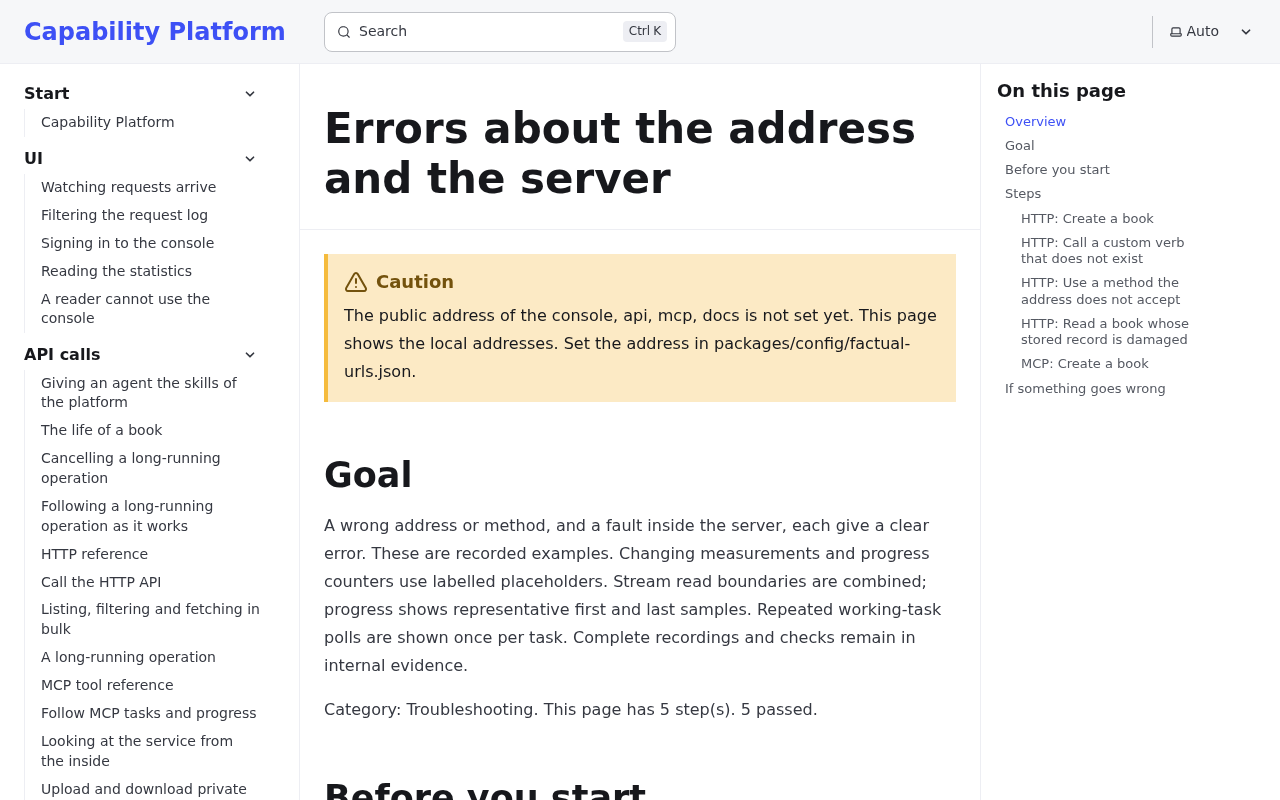 Capability Platform
Search
Ctrl K
Auto
Start
Capability Platform
UI
Watching requests arrive
Filtering the request log
Signing in to the console
Reading the statistics
A reader cannot use the
console
API calls
Giving an agent the skills of
the platform
The life of a book
Cancelling a long-running
operation
Following a long-running
operation as it works
HTTP reference
Call the HTTP API
Listing, filtering and fetching in
bulk
A long-running operation
MCP tool reference
Follow MCP tasks and progress
Looking at the service from
the inside
Upload and download private
Errors about the address
and the server
Caution
The public address of the console, api, mcp, docs is not set yet. This page
shows the local addresses. Set the address in packages/config/factual-
urls.json.
Goal
A wrong address or method, and a fault inside the server, each give a clear
error. These are recorded examples. Changing measurements and progress
counters use labelled placeholders. Stream read boundaries are combined;
progress shows representative first and last samples. Repeated working-task
polls are shown once per task. Complete recordings and checks remain in
internal evidence.
Category: Troubleshooting. This page has 5 step(s). 5 passed.
Before you start
On this page
Overview
Goal
Before you start
Steps
HTTP: Create a book
HTTP: Call a custom verb
that does not exist
HTTP: Use a method the
address does not accept
HTTP: Read a book whose
stored record is damaged
MCP: Create a book
If something goes wrong